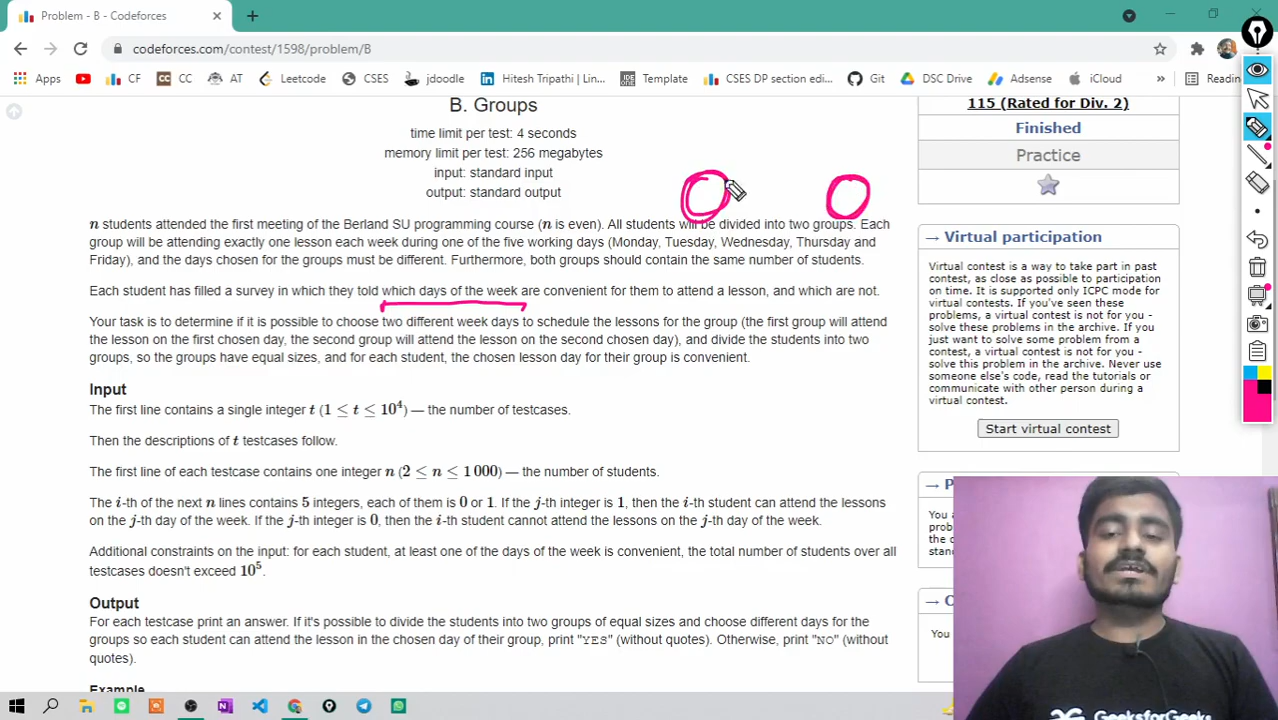 Problem - B - Codeforces
codeforces.com/contest/1598/problem/B
Apps CF CC AT Leetcode CSES jdoodle Hitesh Tripathi | Lin... Template CSES DP section edi... Git DSC Drive Adsense iCloud » Reading
B. Groups
time limit per test: 4 seconds
memory limit per test: 256 megabytes
input: standard input
output: standard output
n students attended the first meeting of the Berland SU programming course (n is even). All students will be divided into two groups. Each
group will be attending exactly one lesson each week during one of the five working days (Monday, Tuesday, Wednesday, Thursday and
Friday), and the days chosen for the groups must be different. Furthermore, both groups should contain the same number of students.
Each student has filled a survey in which they told which days of the week are convenient for them to attend a lesson, and which are not.
Your task is to determine if it is possible to choose two different week days to schedule the lessons for the group (the first group will attend
the lesson on the first chosen day, the second group will attend the lesson on the second chosen day), and divide the students into two
groups, so the groups have equal sizes, and for each student, the chosen lesson day for their group is convenient.
Input
The first line contains a single integer t (1 ≤ t ≤ 10⁴) — the number of testcases.
Then the descriptions of t testcases follow.
The first line of each testcase contains one integer n (2 ≤ n ≤ 1 000) — the number of students.
The i-th of the next n lines contains 5 integers, each of them is 0 or 1. If the j-th integer is 1, then the i-th student can attend the lessons
on the j-th day of the week. If the j-th integer is 0, then the i-th student cannot attend the lessons on the j-th day of the week.
Additional constraints on the input: for each student, at least one of the days of the week is convenient, the total number of students over all
testcases doesn't exceed 10⁵.
Output
For each testcase print an answer. If it's possible to divide the students into two groups of equal sizes and choose different days for the
groups so each student can attend the lesson in the chosen day of their group, print "YES" (without quotes). Otherwise, print "NO" (without
quotes).
Example
115 (Rated for Div. 2)
Finished
Practice
→ Virtual participation
Virtual contest is a way to take part in past
contest, as close as possible to participation
on time. It is supported only ICPC mode for
virtual contests. If you've seen these
problems, a virtual contest is not for you -
solve these problems in the archive. If you
just want to solve some problem from a
contest, a virtual contest is not for you -
solve this problem in the archive. Never use
someone else's code, read the tutorials or
communicate with other person during a
virtual contest.
Start virtual contest
→ P
You a
proble
the co
stand
→ C
You
GeeksforGeeks